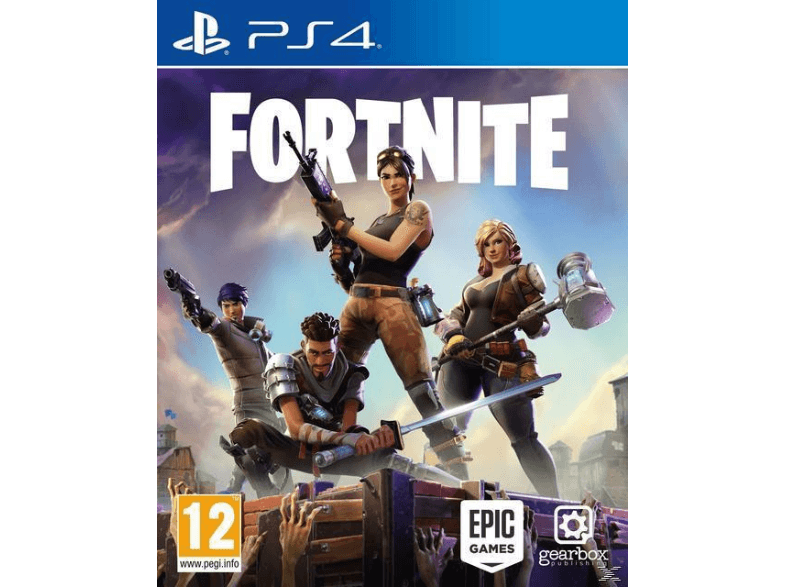 PS4
FORTNITE
12
www.pegi.info
EPIC
GAMES
gearbox
publishing